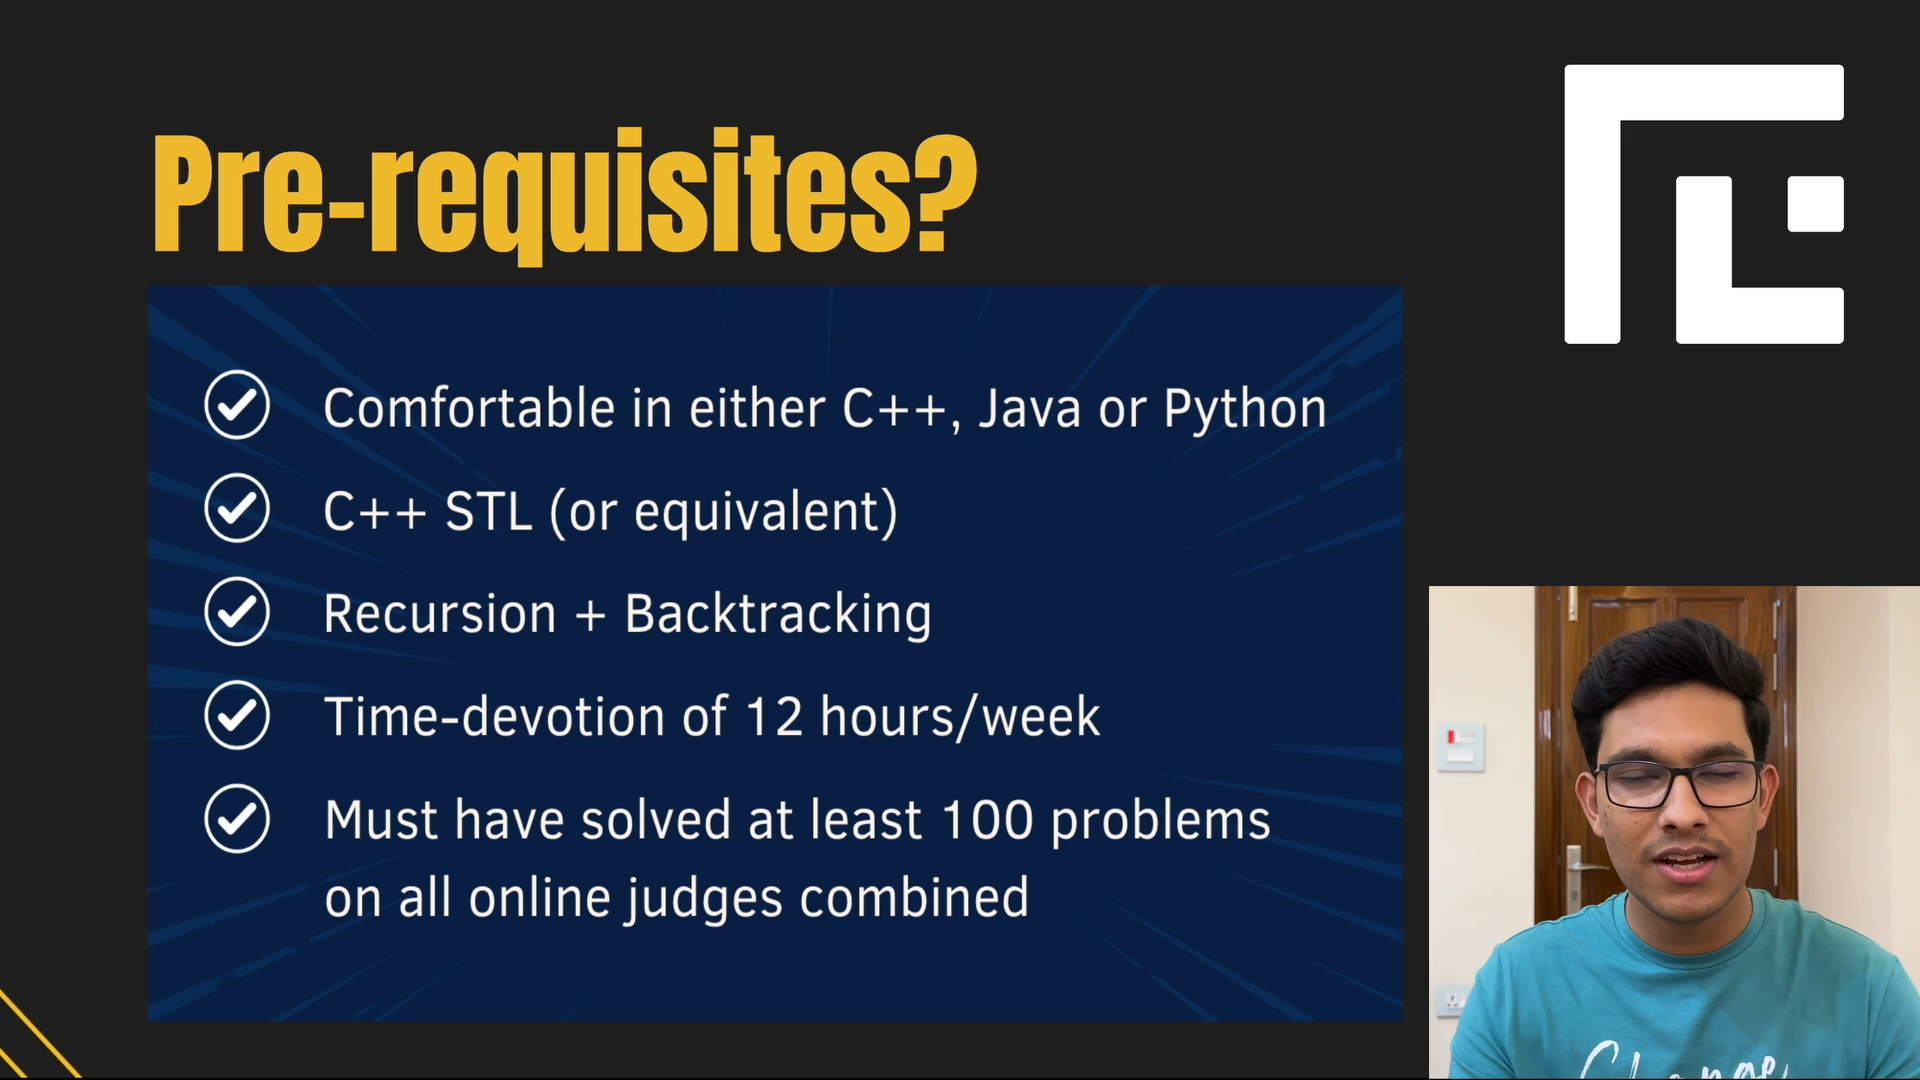 Pre-requisites?
Comfortable in either C++, Java or Python
C++ STL (or equivalent)
Recursion + Backtracking
Time-devotion of 12 hours/week
Must have solved at least 100 problems
on all online judges combined
Change